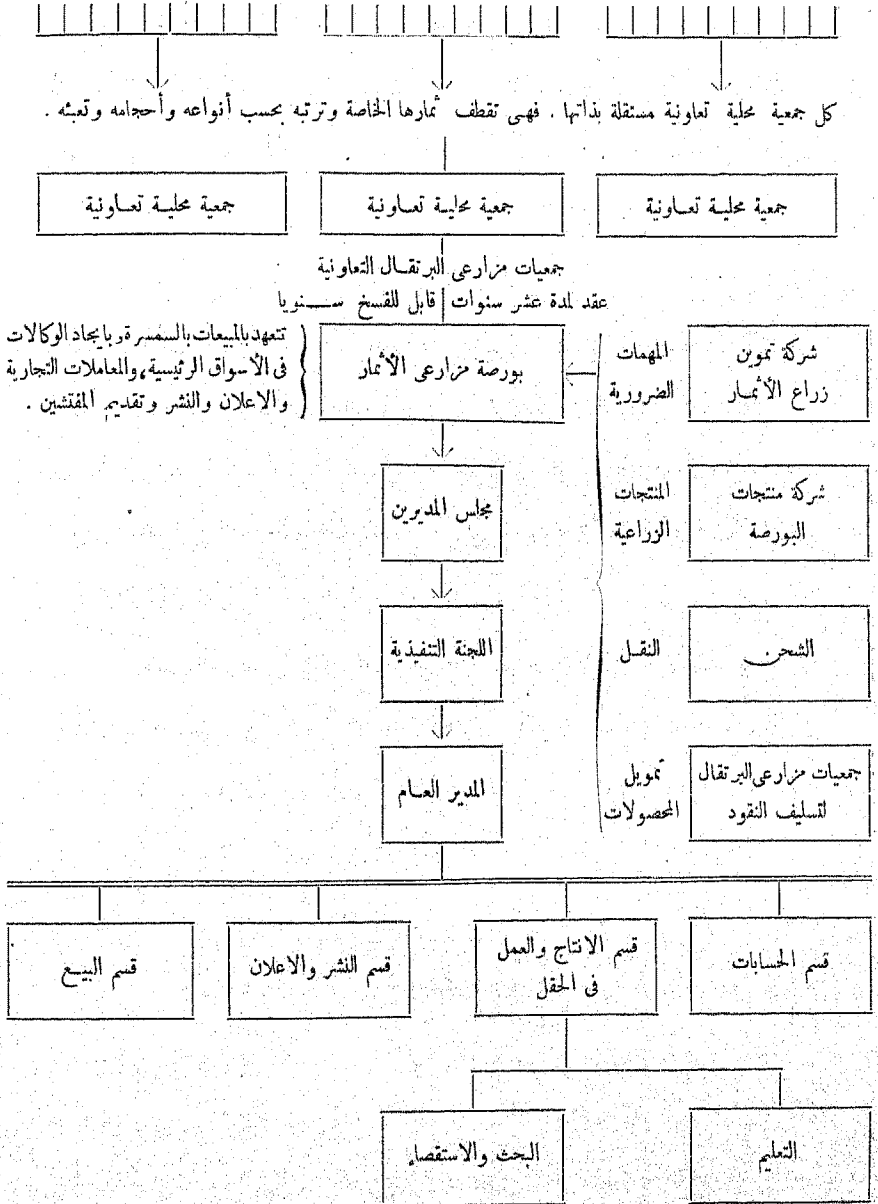 كل جمعية محلية تعاونية مستقلة بذاتها . فهى تقطف ثمارها الخاصة وترتبه بحسب أنواعه وأحجامه وتعبئه .
جمعية محلية تعاونية
جمعية محلية تعاونية
جمعية محلية تعاونية
جمعيات مزارعى البرتقال التعاونية
عقد لمدة عشر سنوات قابل للفسخ سنويا
شركة تموين
زراع الأثمار
المهمات
الضرورية
بورصة مزارعى الأثمار
تتعهد بالمبيعات بالسمسرة وبايجاد الوكالات
فى الأسواق الرئيسية، والمعاملات التجارية
والاعلان والنشر وتقديم المفتشين .
شركة منتجات
البورصة
المنتجات
الزراعية
مجلس المديرين
الشحن
النقل
اللجنة التنفيذية
جمعيات مزارعى البرتقال
لتسليف النقود
تمويل
المحصولات
المدير العام
قسم الحسابات
قسم الانتاج والعمل
فى الحقل
قسم النشر والاعلان
قسم البيع
التعليم
البحث والاستقصاء